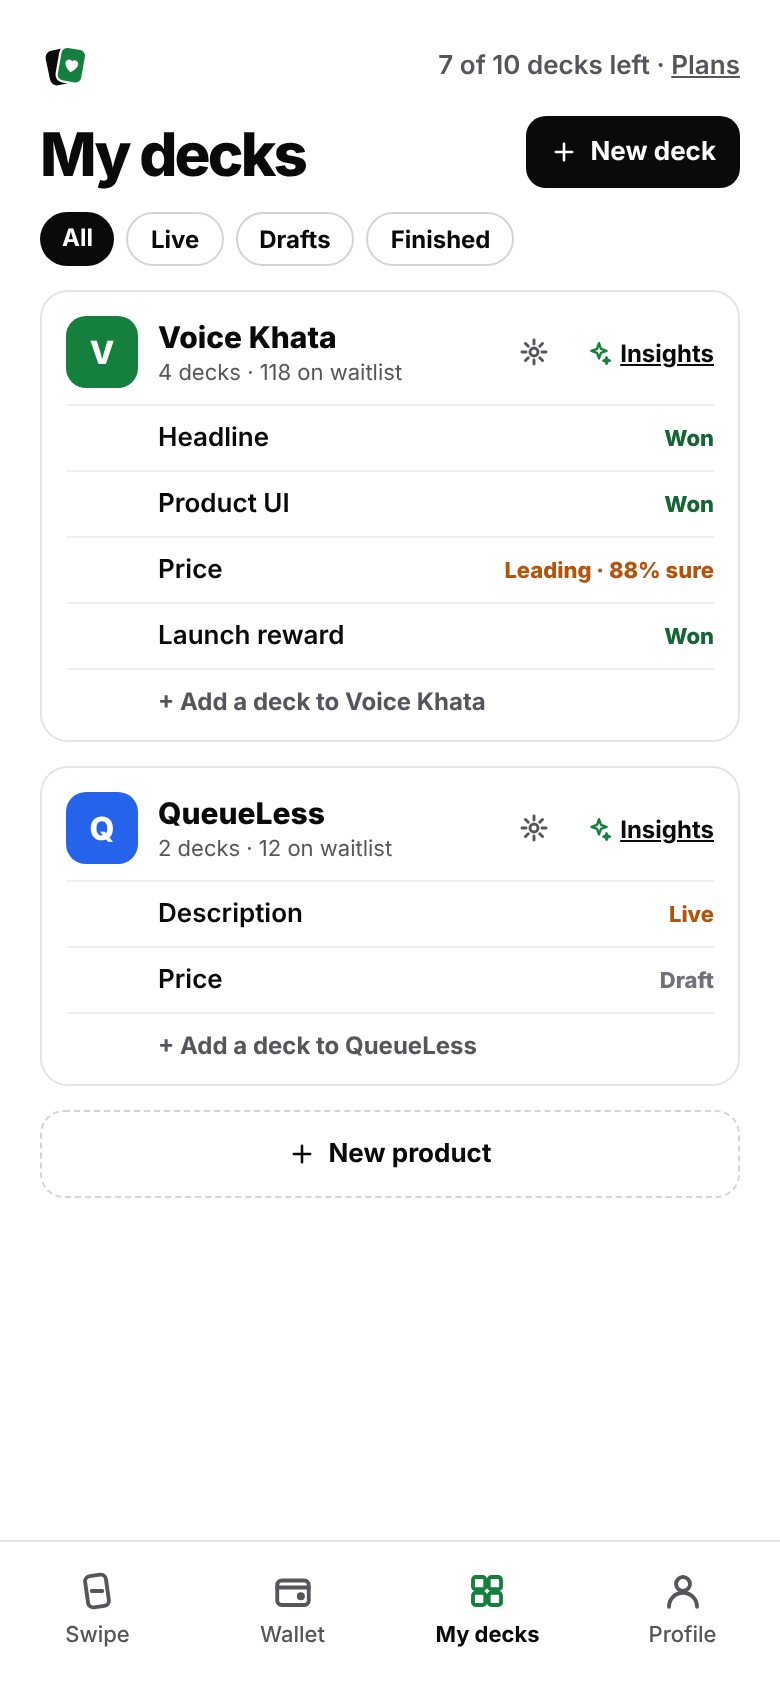 7 of 10 decks left · Plans
My decks
+ New deck
All Live Drafts Finished
V
Voice Khata
4 decks · 118 on waitlist
Insights
Headline Won
Product UI Won
Price Leading · 88% sure
Launch reward Won
+ Add a deck to Voice Khata
Q
QueueLess
2 decks · 12 on waitlist
Insights
Description Live
Price Draft
+ Add a deck to QueueLess
+ New product
Swipe Wallet My decks Profile